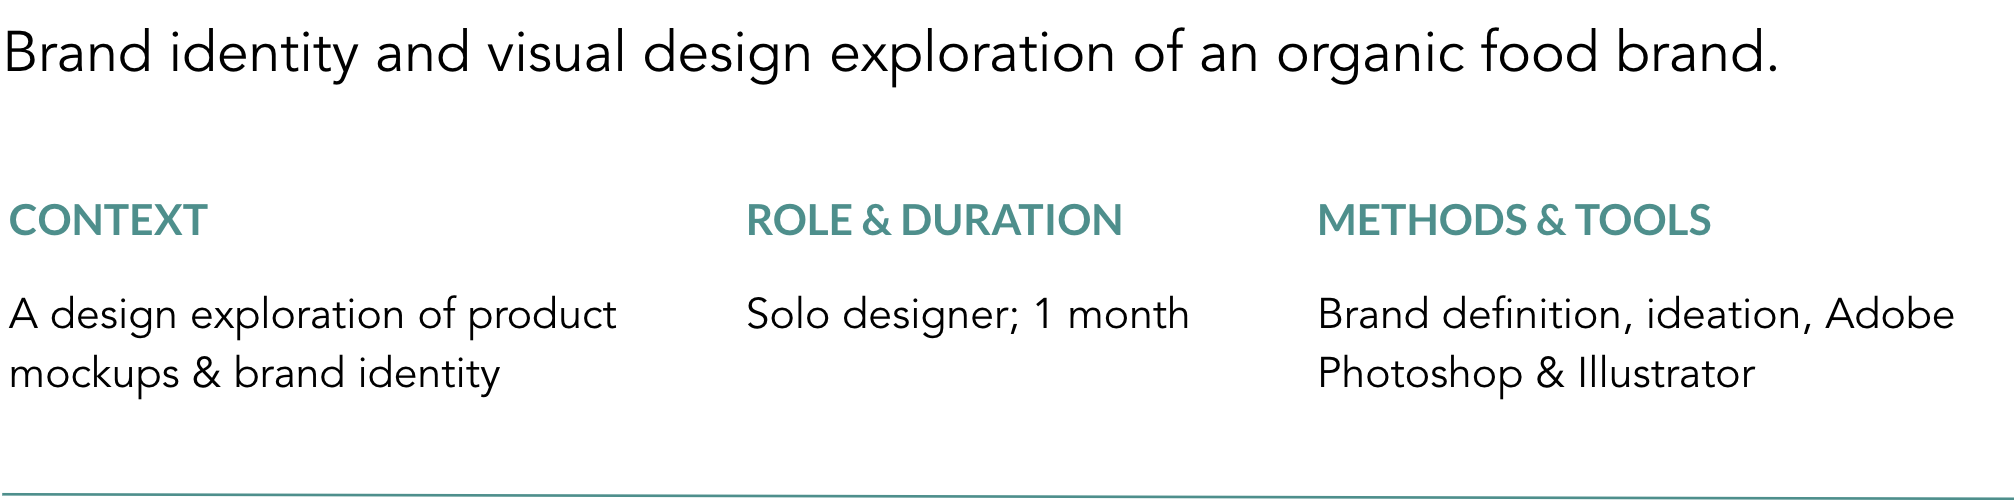 Brand identity and visual design exploration of an organic food brand.
CONTEXT
A design exploration of product
mockups & brand identity
ROLE & DURATION
Solo designer; 1 month
METHODS & TOOLS
Brand definition, ideation, Adobe
Photoshop & Illustrator